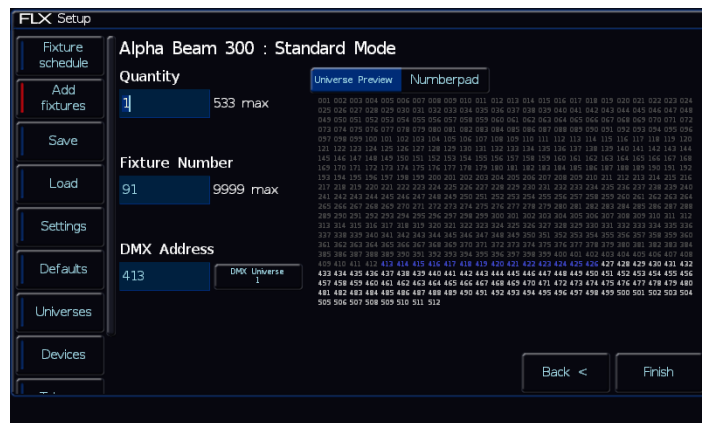 FLX Setup
Fixture
schedule
Add
fixtures
Save
Load
Settings
Defaults
Universes
Devices
Alpha Beam 300 : Standard Mode
Quantity
1
533 max
Fixture Number
91
9999 max
DMX Address
413
DMX Universe
1
Universe Preview
Numberpad
001 002 003 004 005 006 007 008 009 010 011 012 013 014 015 016 017 018 019 020 021 022 023 024
025 026 027 028 029 030 031 032 033 034 035 036 037 038 039 040 041 042 043 044 045 046 047 048
049 050 051 052 053 054 055 056 057 058 059 060 061 062 063 064 065 066 067 068 069 070 071 072
073 074 075 076 077 078 079 080 081 082 083 084 085 086 087 088 089 090 091 092 093 094 095 096
097 098 099 100 101 102 103 104 105 106 107 108 109 110 111 112 113 114 115 116 117 118 119 120
121 122 123 124 125 126 127 128 129 130 131 132 133 134 135 136 137 138 139 140 141 142 143 144
145 146 147 148 149 150 151 152 153 154 155 156 157 158 159 160 161 162 163 164 165 166 167 168
169 170 171 172 173 174 175 176 177 178 179 180 181 182 183 184 185 186 187 188 189 190 191 192
193 194 195 196 197 198 199 200 201 202 203 204 205 206 207 208 209 210 211 212 213 214 215 216
217 218 219 220 221 222 223 224 225 226 227 228 229 230 231 232 233 234 235 236 237 238 239 240
241 242 243 244 245 246 247 248 249 250 251 252 253 254 255 256 257 258 259 260 261 262 263 264
265 266 267 268 269 270 271 272 273 274 275 276 277 278 279 280 281 282 283 284 285 286 287 288
289 290 291 292 293 294 295 296 297 298 299 300 301 302 303 304 305 306 307 308 309 310 311 312
313 314 315 316 317 318 319 320 321 322 323 324 325 326 327 328 329 330 331 332 333 334 335 336
337 338 339 340 341 342 343 344 345 346 347 348 349 350 351 352 353 354 355 356 357 358 359 360
361 362 363 364 365 366 367 368 369 370 371 372 373 374 375 376 377 378 379 380 381 382 383 384
385 386 387 388 389 390 391 392 393 394 395 396 397 398 399 400 401 402 403 404 405 406 407 408
409 410 411 412 413 414 415 416 417 418 419 420 421 422 423 424 425 426 427 428 429 430 431 432
433 434 435 436 437 438 439 440 441 442 443 444 445 446 447 448 449 450 451 452 453 454 455 456
457 458 459 460 461 462 463 464 465 466 467 468 469 470 471 472 473 474 475 476 477 478 479 480
481 482 483 484 485 486 487 488 489 490 491 492 493 494 495 496 497 498 499 500 501 502 503 504
505 506 507 508 509 510 511 512
Back <
Finish